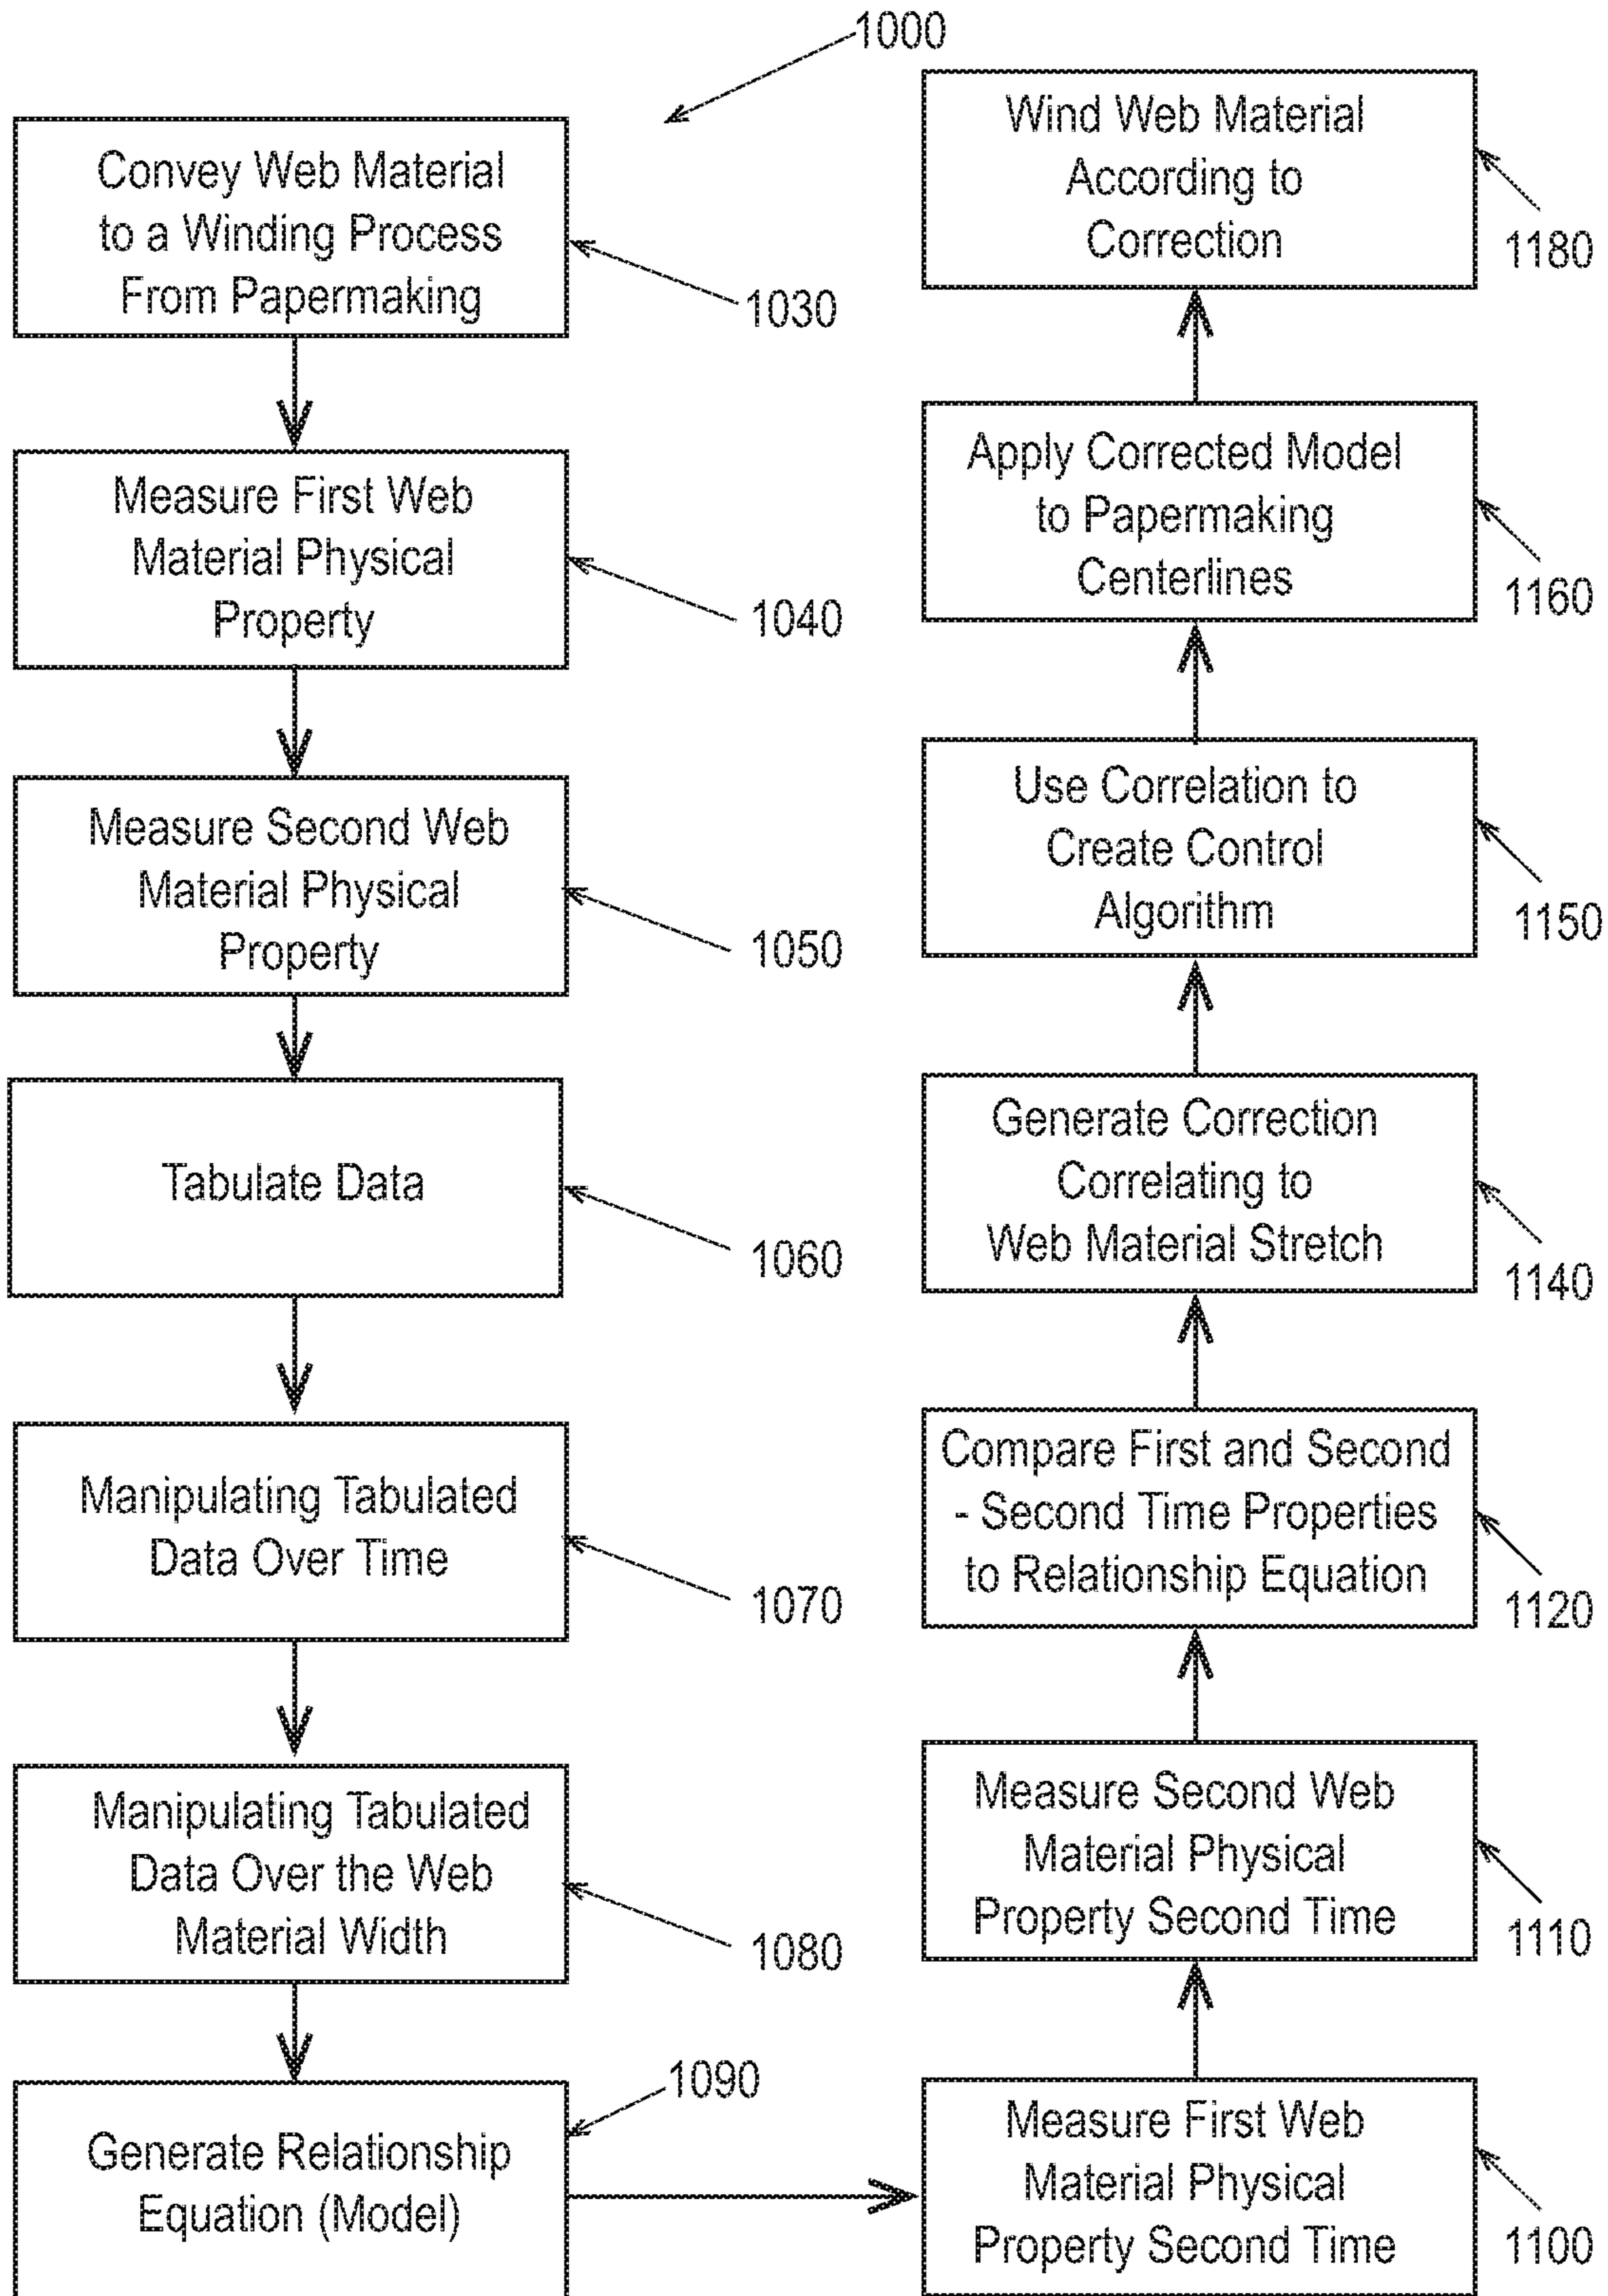 1000
Convey Web Material
to a Winding Process
From Papermaking
1030
Measure First Web
Material Physical
Property
1040
Measure Second Web
Material Physical
Property
1050
Tabulate Data
1060
Manipulating Tabulated
Data Over Time
1070
Manipulating Tabulated
Data Over the Web
Material Width
1080
Generate Relationship
Equation (Model)
1090
Measure First Web
Material Physical
Property Second Time
1100
Measure Second Web
Material Physical
Property Second Time
1110
Compare First and Second
- Second Time Properties
to Relationship Equation
1120
Generate Correction
Correlating to
Web Material Stretch
1140
Use Correlation to
Create Control
Algorithm
1150
Apply Corrected Model
to Papermaking
Centerlines
1160
Wind Web Material
According to
Correction
1180